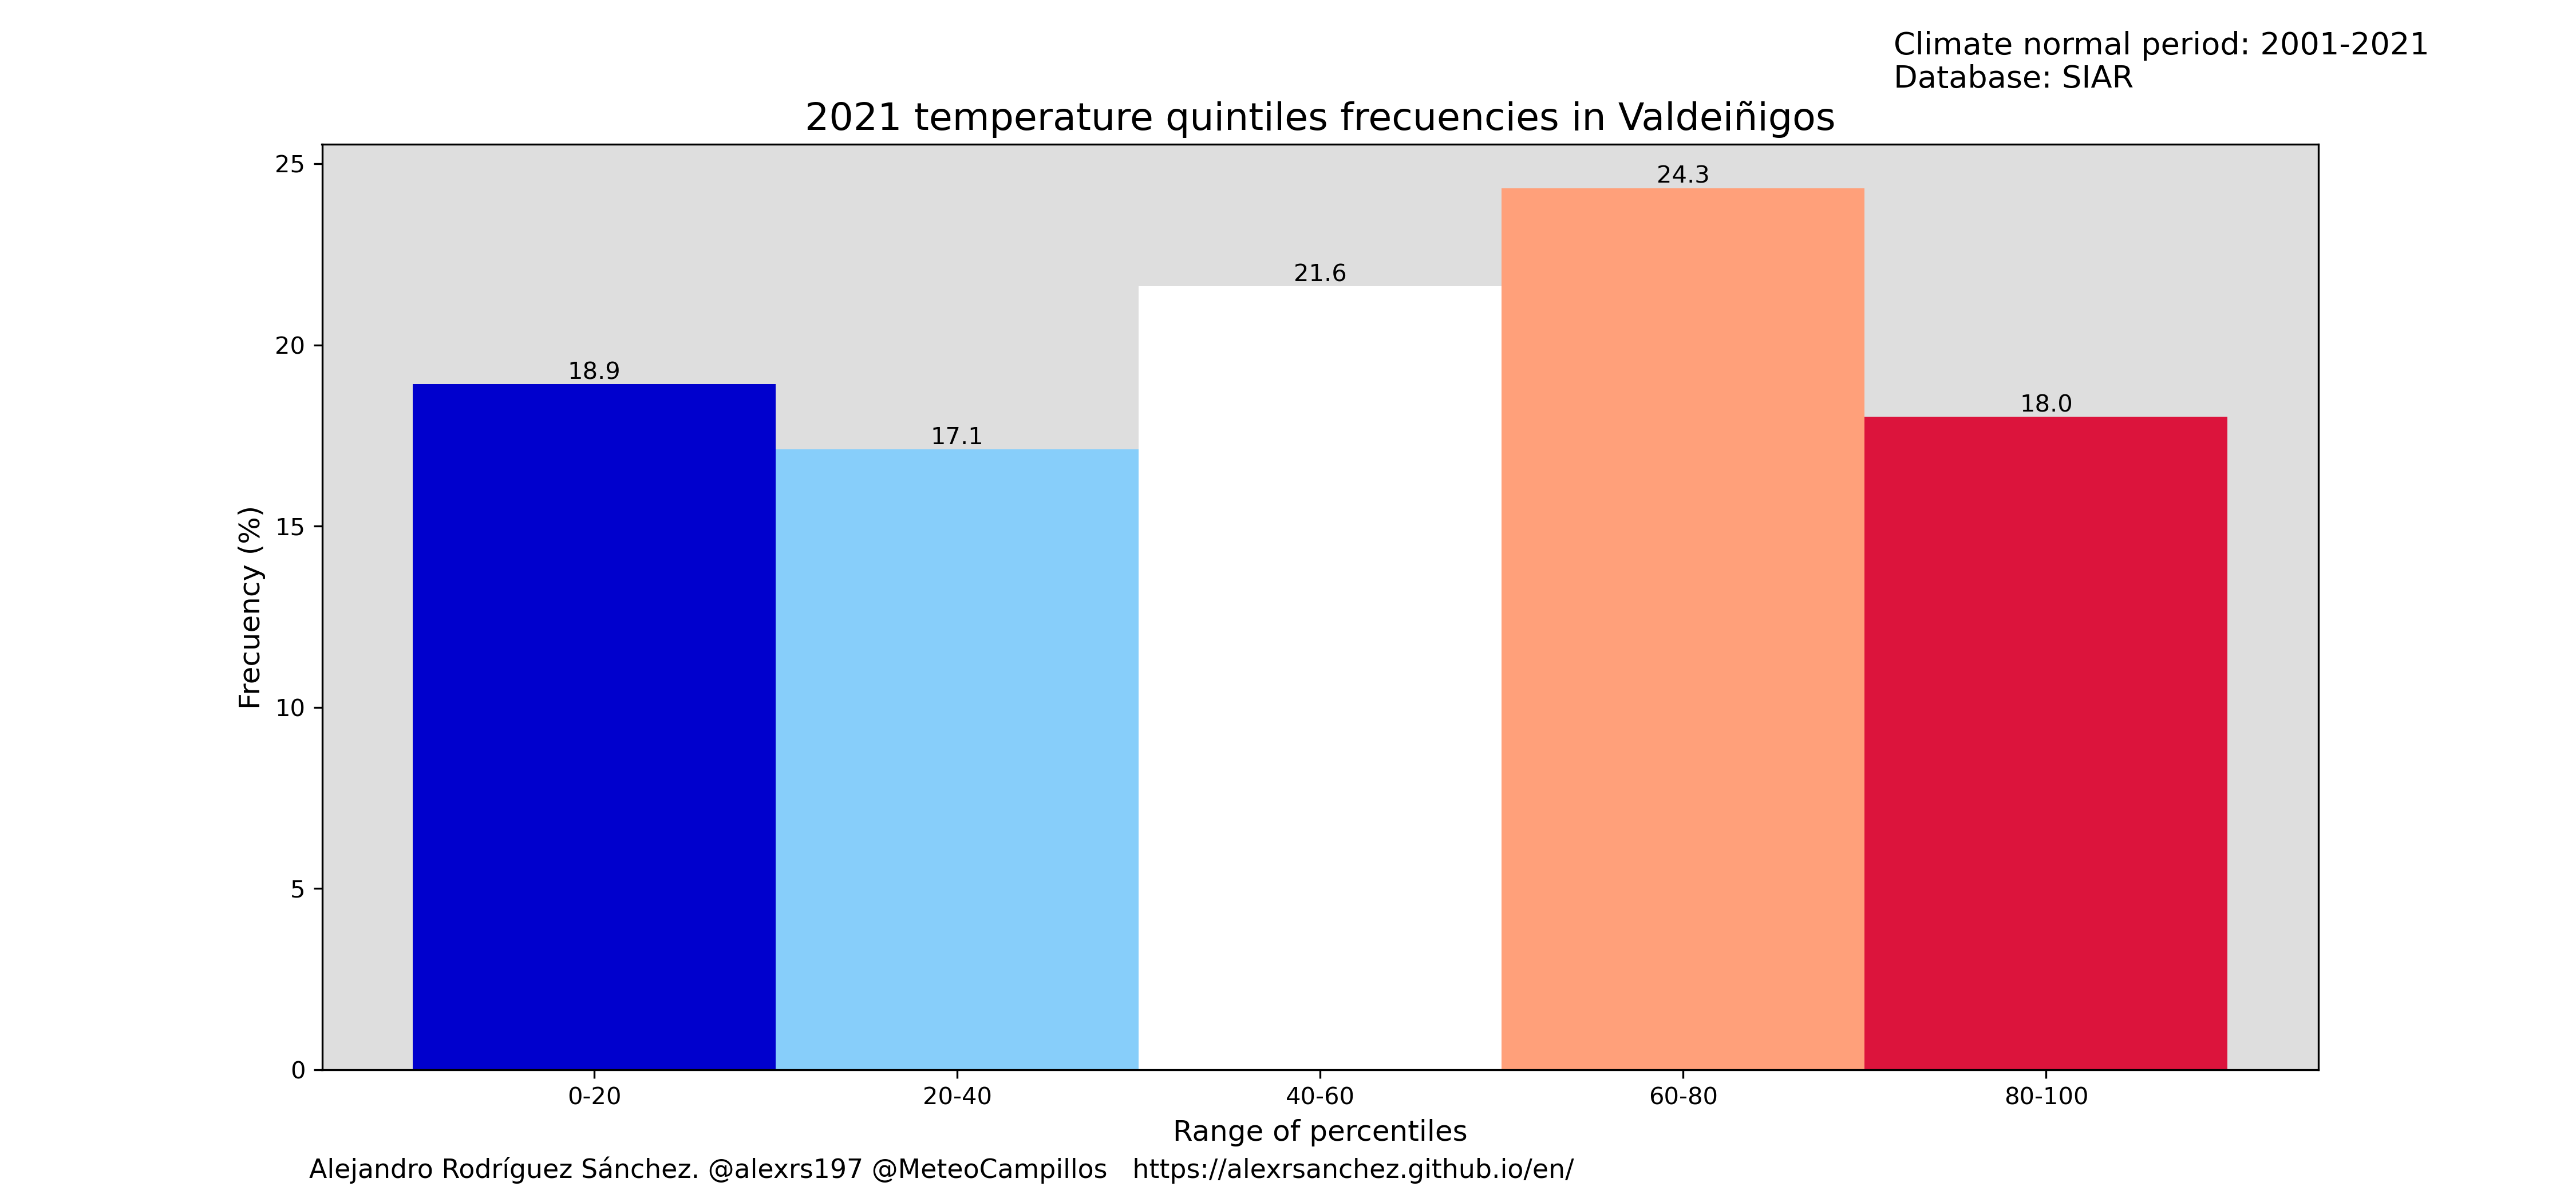 Climate normal period: 2001-2021
Database: SIAR
2021 temperature quintiles frecuencies in Valdeiñigos
25
20
15
10
5
0
Frecuency (%)
18.9
17.1
21.6
24.3
18.0
0-20
20-40
40-60
60-80
80-100
Range of percentiles
Alejandro Rodríguez Sánchez. @alexrs197 @MeteoCampillos https://alexrsanchez.github.io/en/